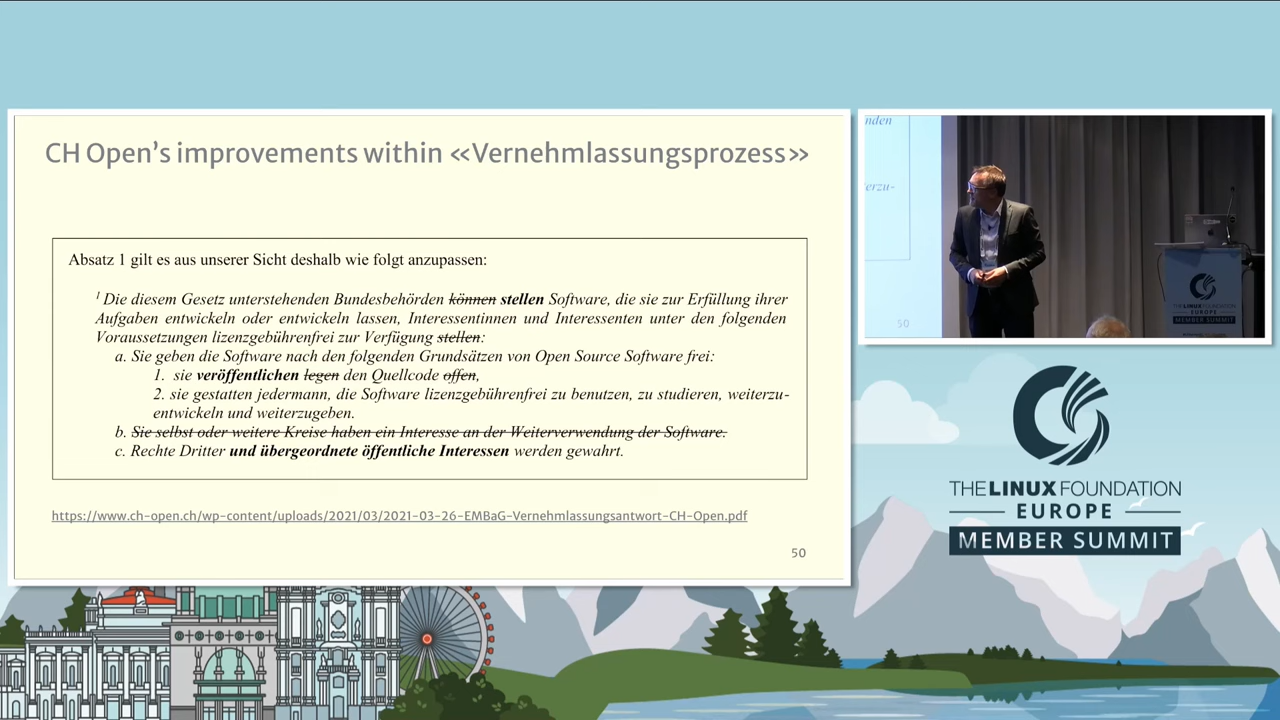 CH Open’s improvements within «Vernehmlassungsprozess»
Absatz 1 gilt es aus unserer Sicht deshalb wie folgt anzupassen:
1 Die diesem Gesetz unterstehenden Bundesbehörden können stellen Software, die sie zur Erfüllung ihrer
Aufgaben entwickeln oder entwickeln lassen, Interessentinnen und Interessenten unter den folgenden
Voraussetzungen lizenzgebührenfrei zur Verfügung stellen:
a. Sie geben die Software nach den folgenden Grundsätzen von Open Source Software frei:
1. sie veröffentlichen legen den Quellcode offen,
2. sie gestatten jedermann, die Software lizenzgebührenfrei zu benutzen, zu studieren, weiterzu-
entwickeln und weiterzugeben.
b. Sie selbst oder weitere Kreise haben ein Interesse an der Weiterverwendung der Software.
c. Rechte Dritter und übergeordnete öffentliche Interessen werden gewahrt.
https://www.ch-open.ch/wp-content/uploads/2021/03/2021-03-26-EMBaG-Vernehmlassungsantwort-CH-Open.pdf
50
nden
erzu-
50
THE LINUX FOUNDATION
EUROPE
MEMBER SUMMIT
THE LINUX FOUNDATION
EUROPE
MEMBER SUMMIT